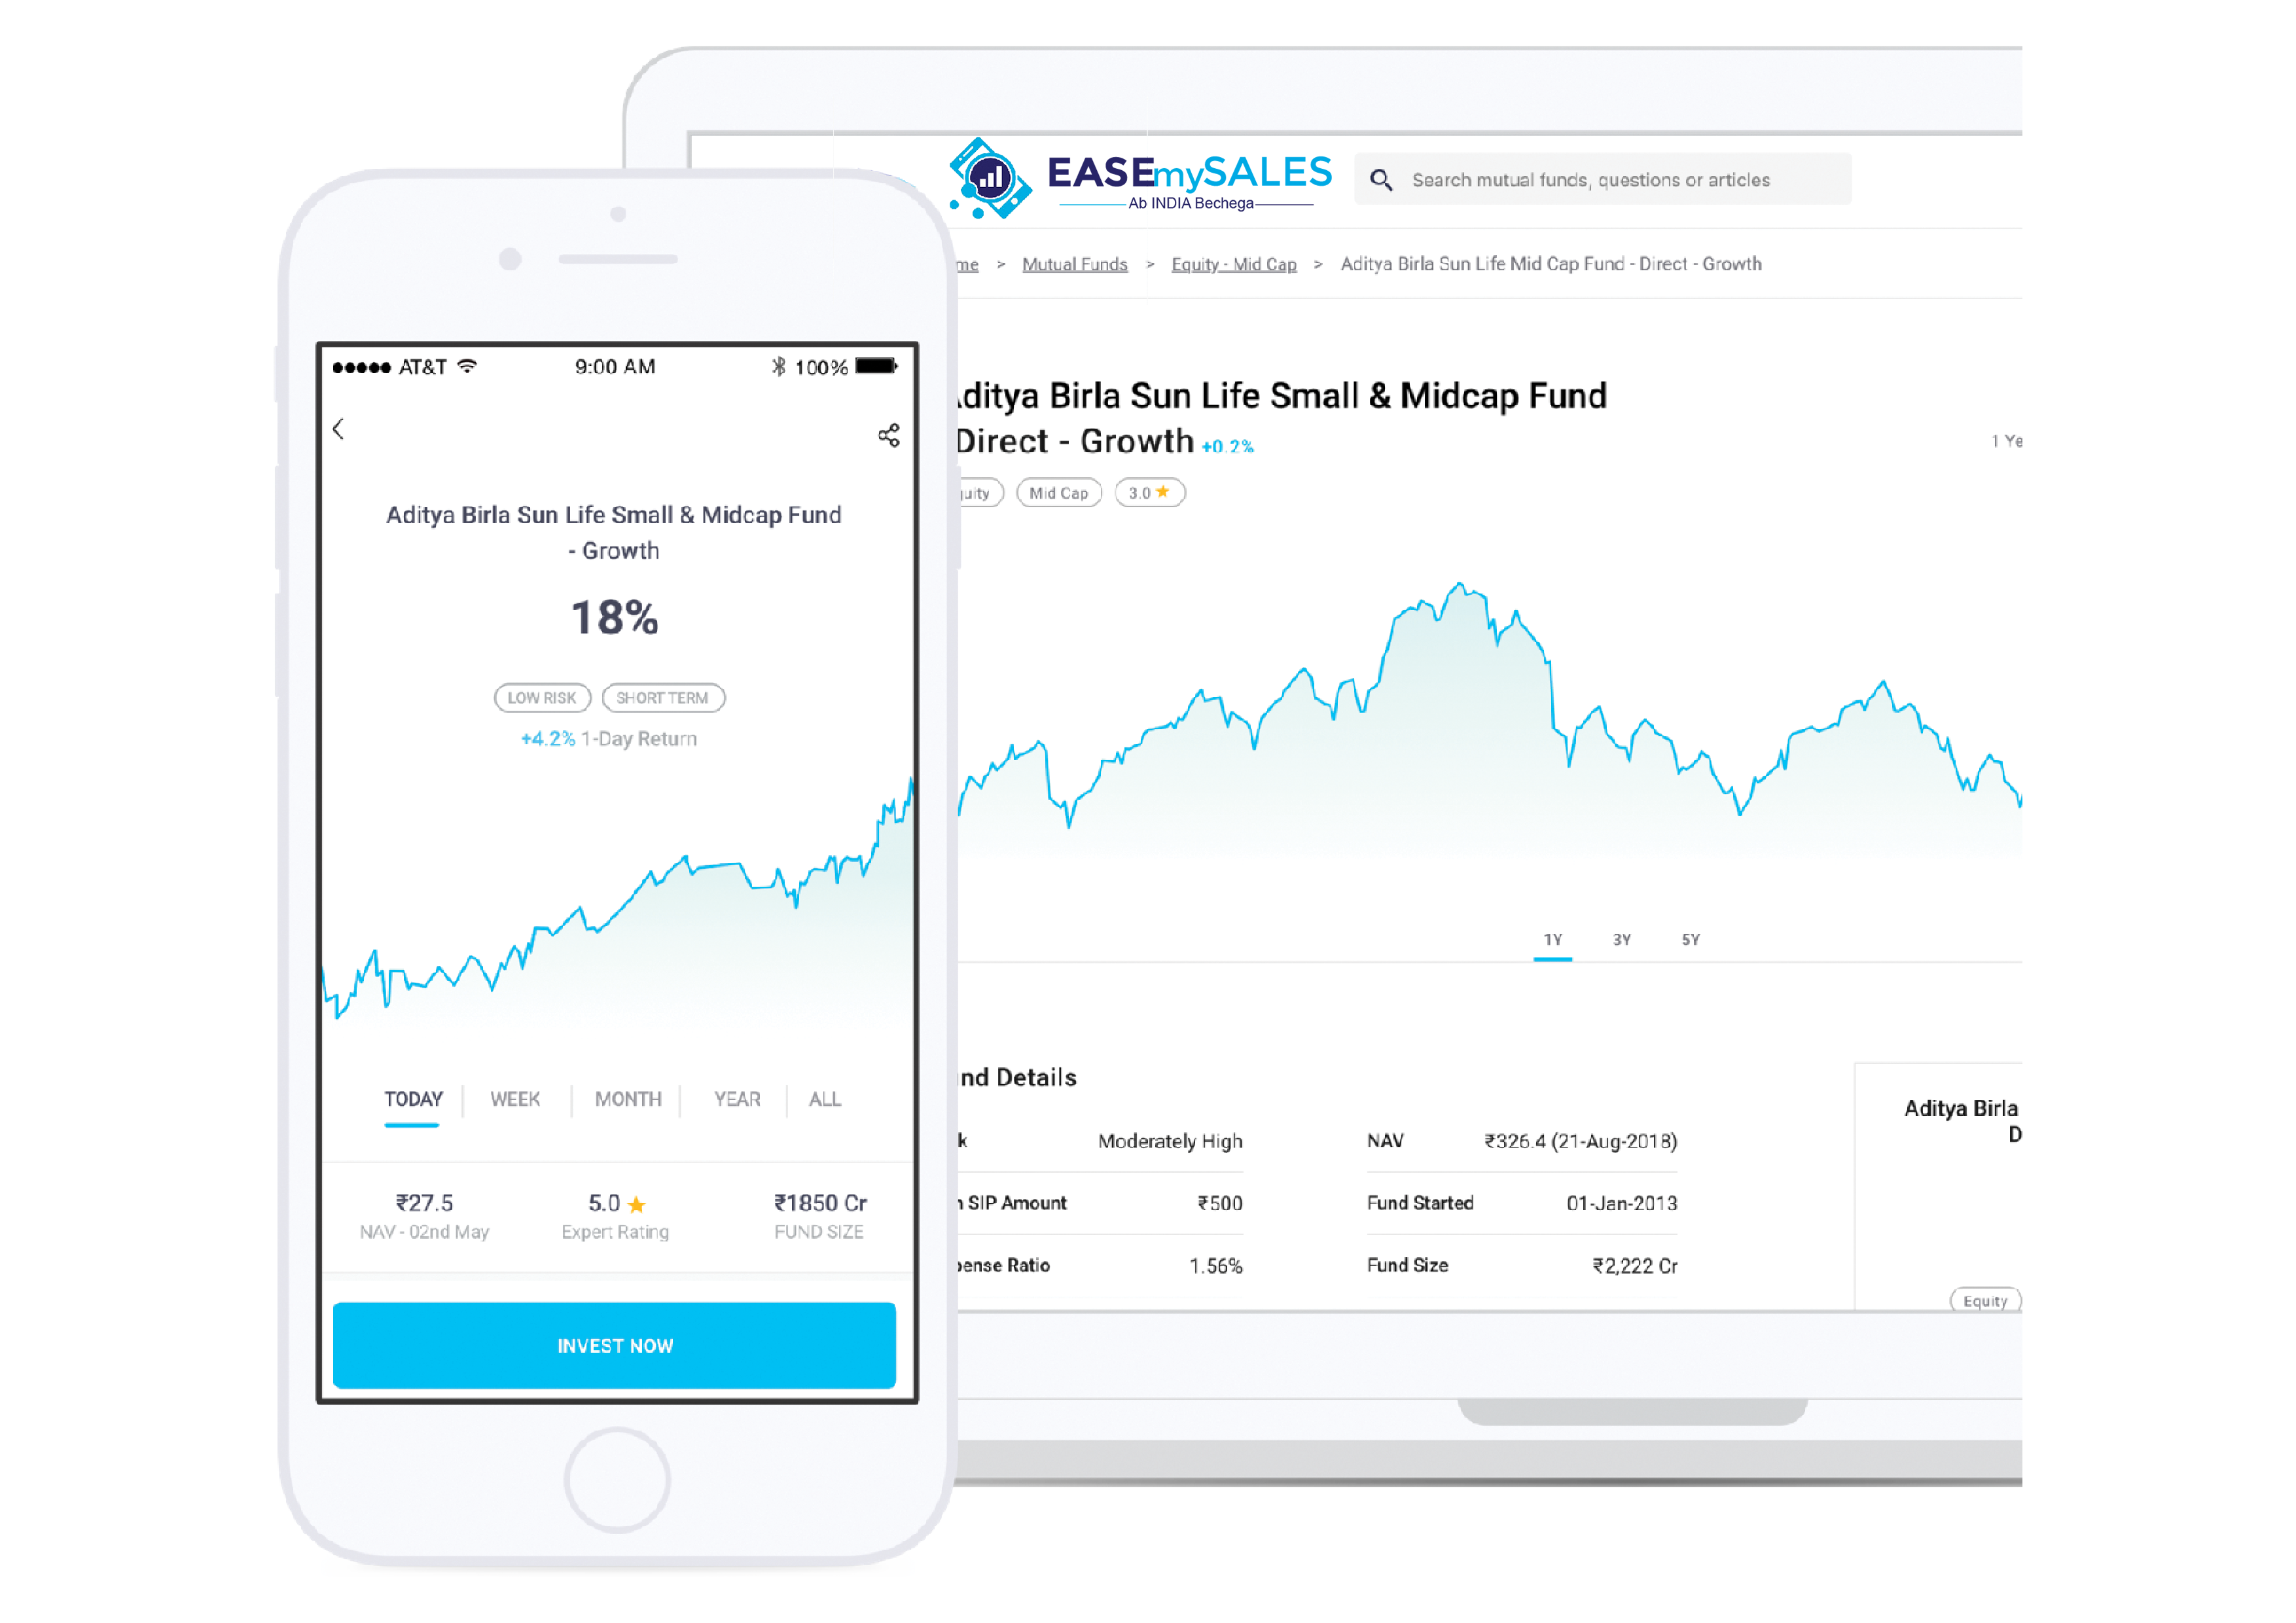 EASEmySALES
Ab INDIA Bechega
Search mutual funds, questions or articles
me > Mutual Funds > Equity - Mid Cap > Aditya Birla Sun Life Mid Cap Fund - Direct - Growth
Aditya Birla Sun Life Small & Midcap Fund
Direct - Growth +0.2%
1 Ye
quity Mid Cap 3.0
1Y 3Y 5Y
nd Details
k Moderately High
NAV ₹326.4 (21-Aug-2018)
n SIP Amount ₹500
Fund Started 01-Jan-2013
pense Ratio 1.56%
Fund Size ₹2,222 Cr
Aditya Birla
D
Equity
AT&T 9:00 AM 100%
Aditya Birla Sun Life Small & Midcap Fund
- Growth
18%
LOW RISK SHORT TERM
+4.2% 1-Day Return
TODAY WEEK MONTH YEAR ALL
₹27.5 5.0 ₹1850 Cr
NAV - 02nd May Expert Rating FUND SIZE
INVEST NOW